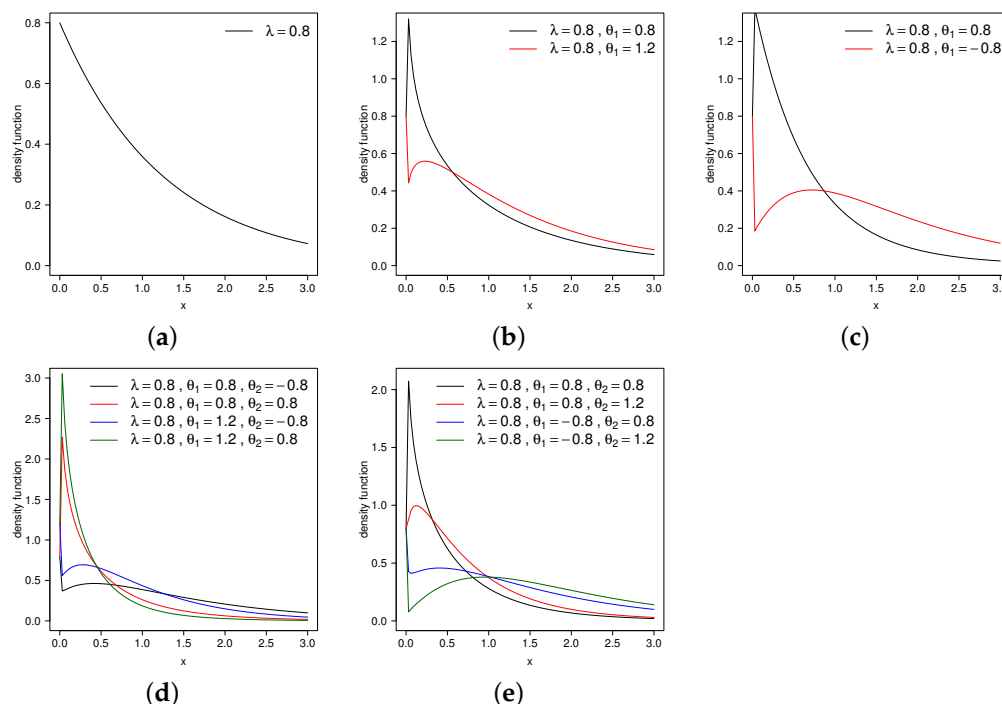 λ = 0.8
density function
0.8
0.6
0.4
0.2
0.0
0.0 0.5 1.0 1.5 2.0 2.5 3.0
x
(a)
λ = 0.8 , θ1 = 0.8
λ = 0.8 , θ1 = 1.2
density function
1.2
1.0
0.8
0.6
0.4
0.2
0.0
0.0 0.5 1.0 1.5 2.0 2.5 3.0
x
(b)
λ = 0.8 , θ1 = 0.8
λ = 0.8 , θ1 = −0.8
density function
1.2
1.0
0.8
0.6
0.4
0.2
0.0
0.0 0.5 1.0 1.5 2.0 2.5 3.0
x
(c)
λ = 0.8 , θ1 = 0.8 , θ2 = −0.8
λ = 0.8 , θ1 = 0.8 , θ2 = 0.8
λ = 0.8 , θ1 = 1.2 , θ2 = −0.8
λ = 0.8 , θ1 = 1.2 , θ2 = 0.8
density function
3.0
2.5
2.0
1.5
1.0
0.5
0.0
0.0 0.5 1.0 1.5 2.0 2.5 3.0
x
(d)
λ = 0.8 , θ1 = 0.8 , θ2 = 0.8
λ = 0.8 , θ1 = 0.8 , θ2 = 1.2
λ = 0.8 , θ1 = −0.8 , θ2 = 0.8
λ = 0.8 , θ1 = −0.8 , θ2 = 1.2
density function
2.0
1.5
1.0
0.5
0.0
0.0 0.5 1.0 1.5 2.0 2.5 3.0
x
(e)